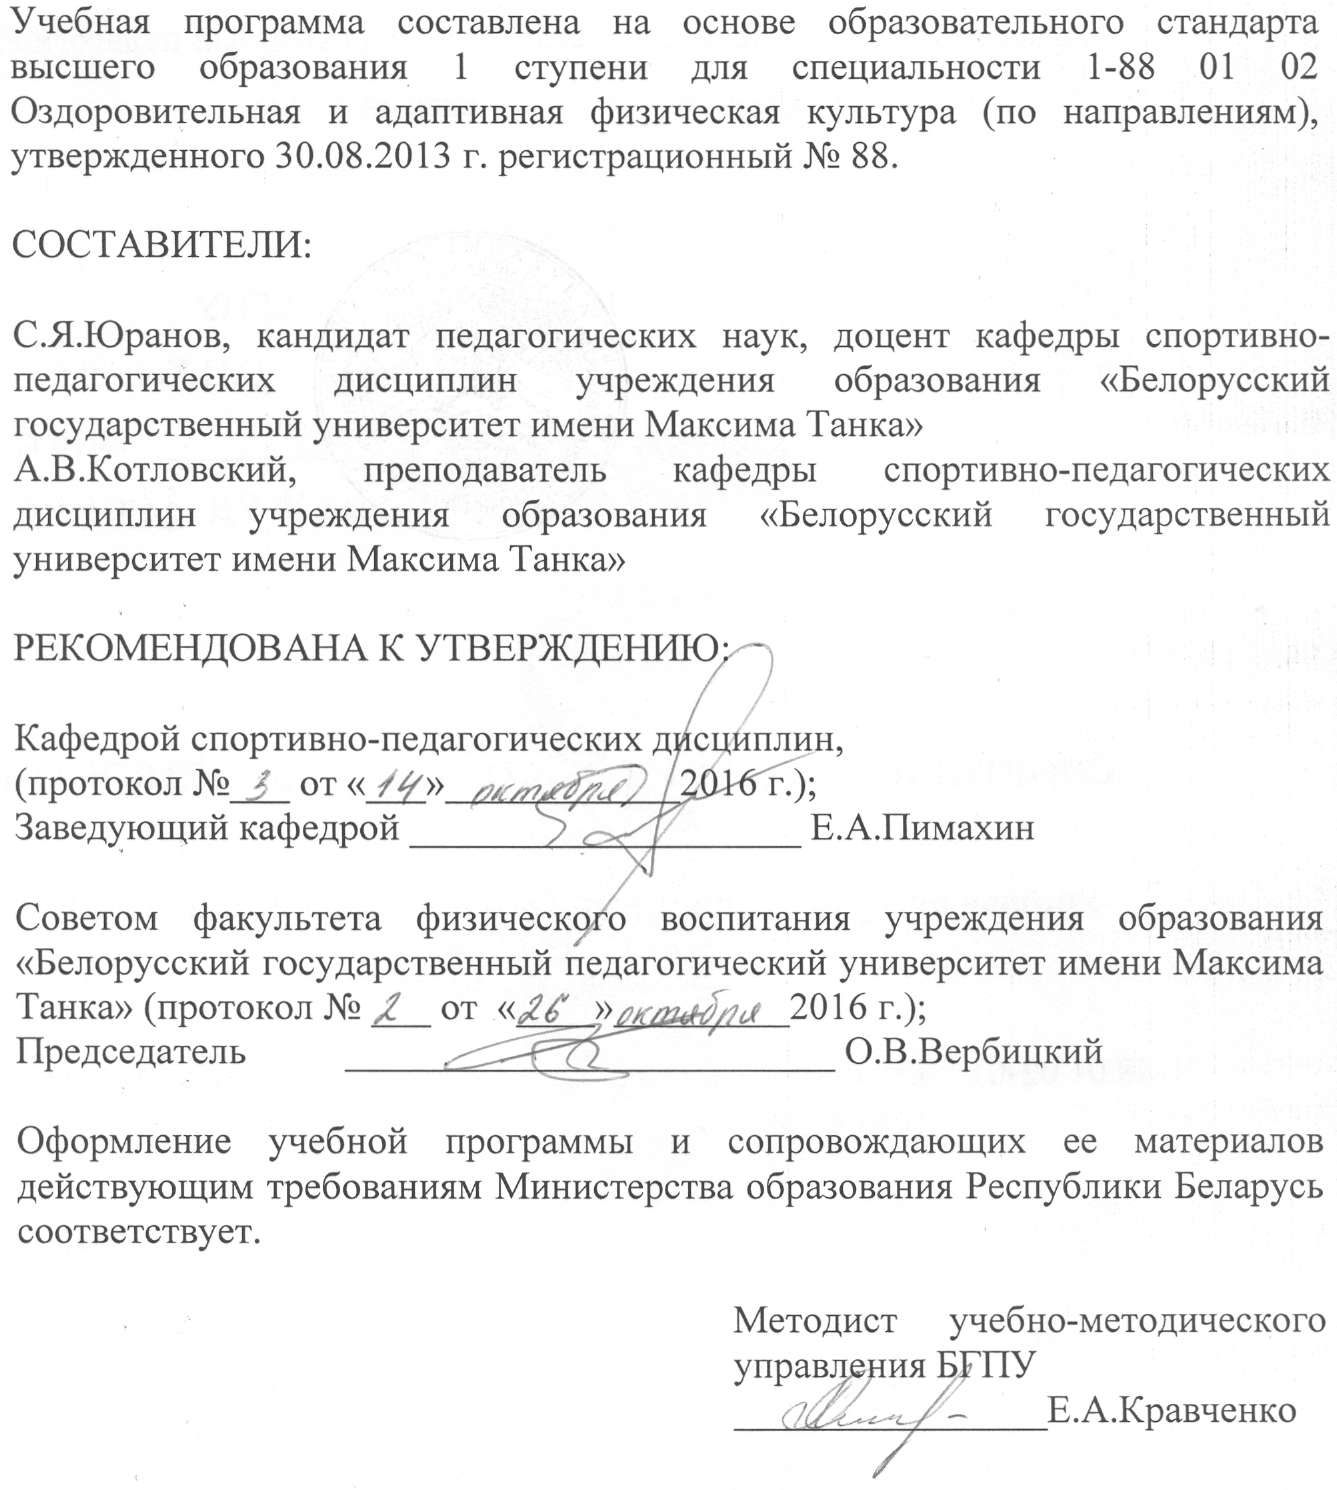 Учебная программа составлена на основе образовательного стандарта
высшего образования 1 ступени для специальности 1-88 01 02
Оздоровительная и адаптивная физическая культура (по направлениям),
утвержденного 30.08.2013 г. регистрационный № 88.
СОСТАВИТЕЛИ:
С.Я.Юранов, кандидат педагогических наук, доцент кафедры спортивно-
педагогических дисциплин учреждения образования «Белорусский
государственный университет имени Максима Танка»
А.В.Котловский, преподаватель кафедры спортивно-педагогических
дисциплин учреждения образования «Белорусский государственный
университет имени Максима Танка»
РЕКОМЕНДОВАНА К УТВЕРЖДЕНИЮ:
Кафедрой спортивно-педагогических дисциплин,
(протокол № 3 от «14» октября 2016 г.);
Заведующий кафедрой Е.А.Пимахин
Советом факультета физического воспитания учреждения образования
«Белорусский государственный педагогический университет имени Максима
Танка» (протокол № 2 от «26» октября 2016 г.);
Председатель О.В.Вербицкий
Оформление учебной программы и сопровождающих ее материалов
действующим требованиям Министерства образования Республики Беларусь
соответствует.
Методист учебно-методического
управления БГПУ
Е.А.Кравченко